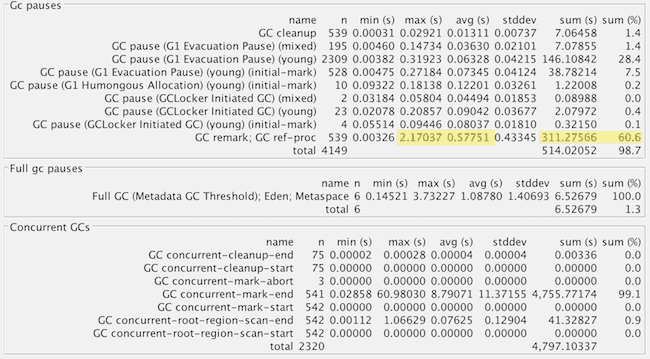 Gc pauses
name n min (s) max (s) avg (s) stddev sum (s) sum (%)
GC cleanup 539 0.00031 0.02921 0.01311 0.00737 7.06458 1.4
GC pause (G1 Evacuation Pause) (mixed) 195 0.00460 0.14734 0.03630 0.02101 7.07855 1.4
GC pause (G1 Evacuation Pause) (young) 2309 0.00382 0.31923 0.06328 0.04215 146.10842 28.4
GC pause (G1 Evacuation Pause) (young) (initial-mark) 528 0.00475 0.27184 0.07345 0.04124 38.78214 7.5
GC pause (G1 Humongous Allocation) (young) (initial-mark) 10 0.09322 0.18138 0.12201 0.03261 1.22008 0.2
GC pause (GCLocker Initiated GC) (mixed) 2 0.03184 0.05804 0.04494 0.01853 0.08988 0.0
GC pause (GCLocker Initiated GC) (young) 23 0.02078 0.20857 0.09042 0.03677 2.07972 0.4
GC pause (GCLocker Initiated GC) (young) (initial-mark) 4 0.05514 0.09446 0.08037 0.01810 0.32150 0.1
GC remark; GC ref-proc 539 0.00326 2.17037 0.57751 0.43345 311.27566 60.6
total 4149 514.02052 98.7
Full gc pauses
name n min (s) max (s) avg (s) stddev sum (s) sum (%)
Full GC (Metadata GC Threshold); Eden; Metaspace 6 0.14521 3.73227 1.08780 1.40693 6.52679 100.0
total 6 6.52679 1.3
Concurrent GCs
name n min (s) max (s) avg (s) stddev sum (s) sum (%)
GC concurrent-cleanup-end 75 0.00002 0.00028 0.00004 0.00004 0.00336 0.0
GC concurrent-cleanup-start 75 0.00000 0.00000 0.00000 0.00000 0.00000 0.0
GC concurrent-mark-abort 3 0.00000 0.00000 0.00000 0.00000 0.00000 0.0
GC concurrent-mark-end 541 0.02858 60.98030 8.79071 11.37155 4,755.77174 99.1
GC concurrent-mark-start 542 0.00000 0.00000 0.00000 0.00000 0.00000 0.0
GC concurrent-root-region-scan-end 542 0.00112 1.06629 0.07625 0.12904 41.32827 0.9
GC concurrent-root-region-scan-start 542 0.00000 0.00000 0.00000 0.00000 0.00000 0.0
total 2320 4,797.10337